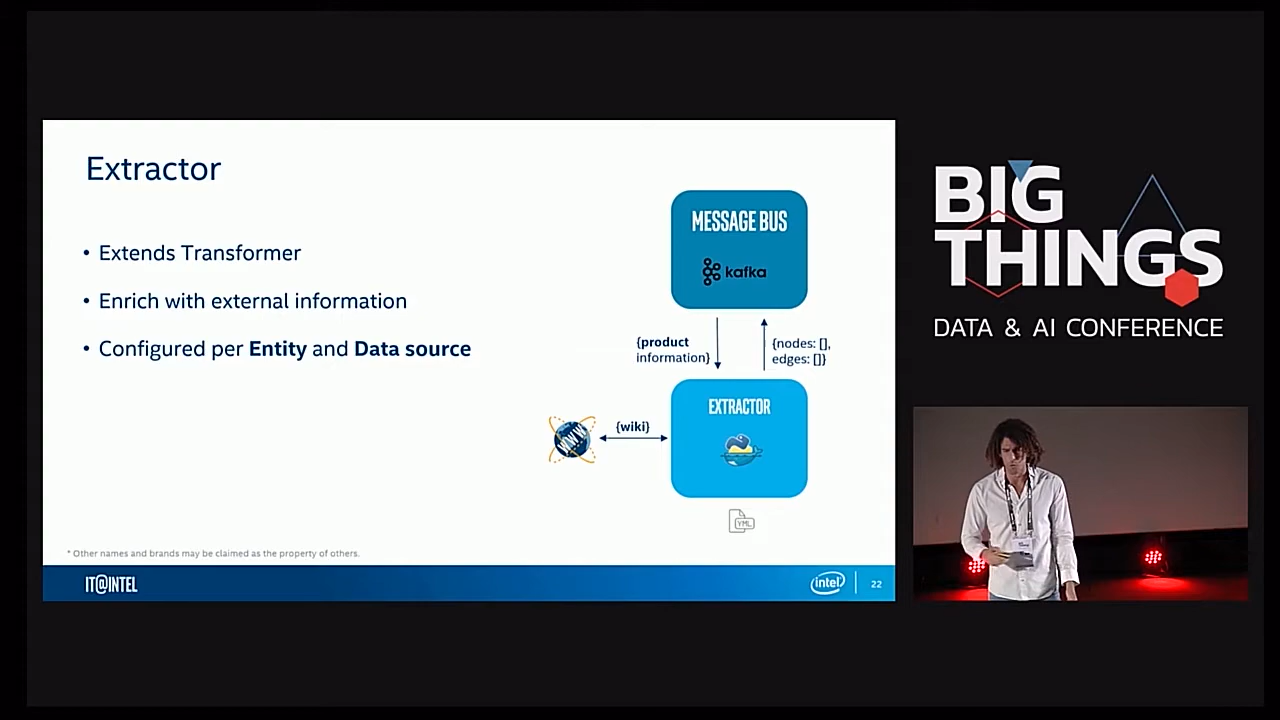 Extractor
• Extends Transformer
• Enrich with external information
• Configured per Entity and Data source
MESSAGE BUS
kafka
{product
information}
{nodes: [],
edges: []}
EXTRACTOR
{wiki}
WWW
YML
* Other names and brands may be claimed as the property of others.
IT@INTEL
intel
22
BIG
THINGS
DATA & AI CONFERENCE